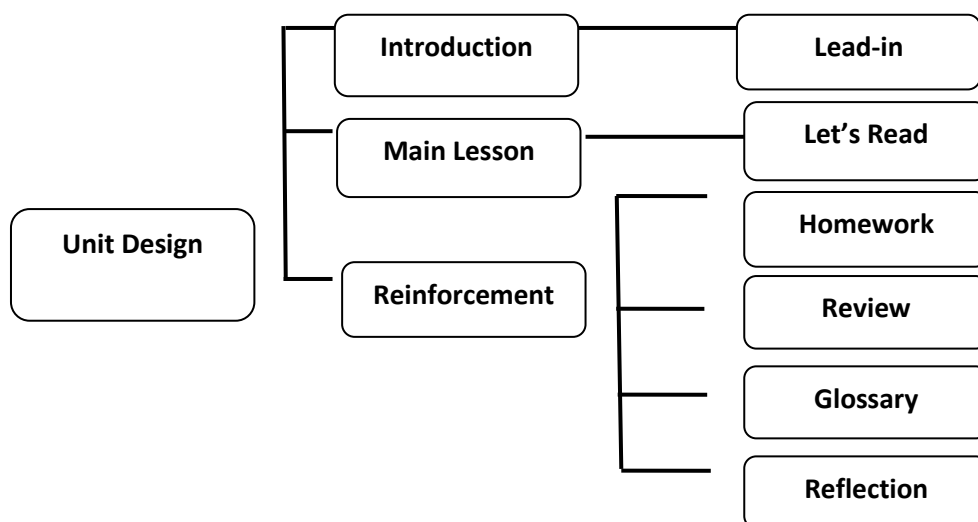 Unit Design
Introduction
Lead-in
Main Lesson
Let’s Read
Reinforcement
Homework
Review
Glossary
Reflection